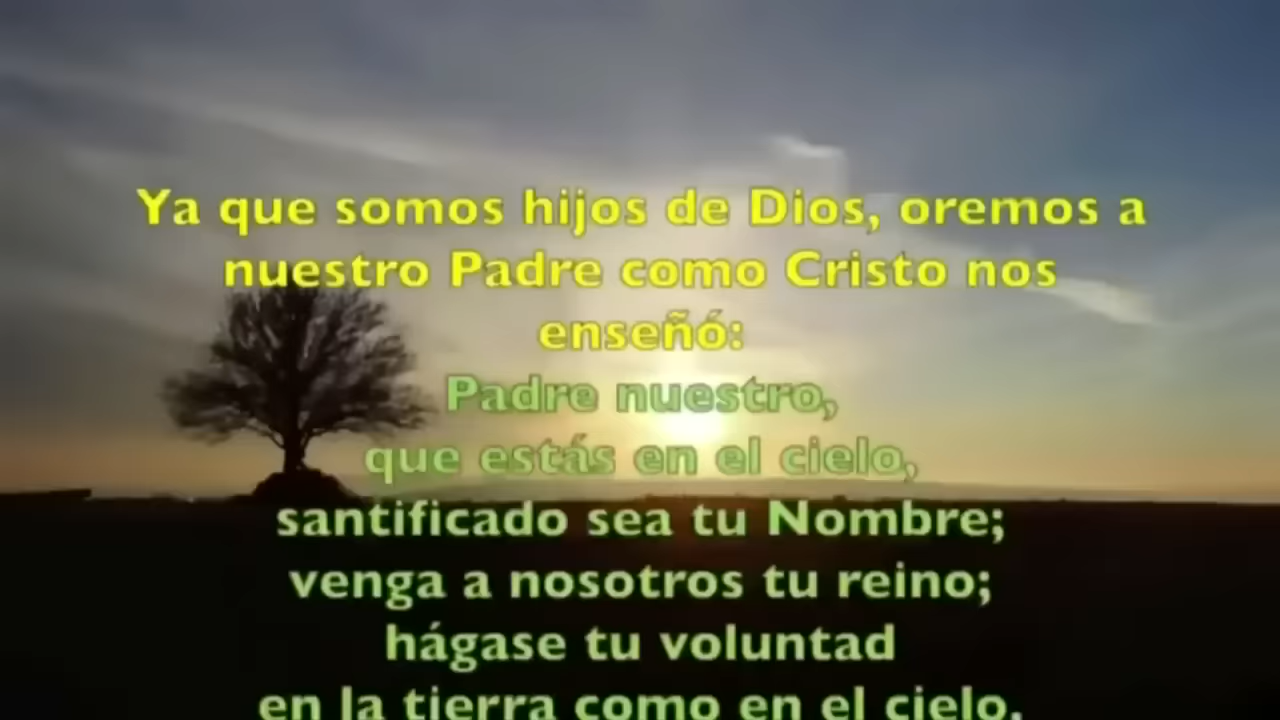 Ya que somos hijos de Dios, oremos a
nuestro Padre como Cristo nos
enseñó:
Padre nuestro,
que estás en el cielo,
santificado sea tu Nombre;
venga a nosotros tu reino;
hágase tu voluntad
en la tierra como en el cielo.